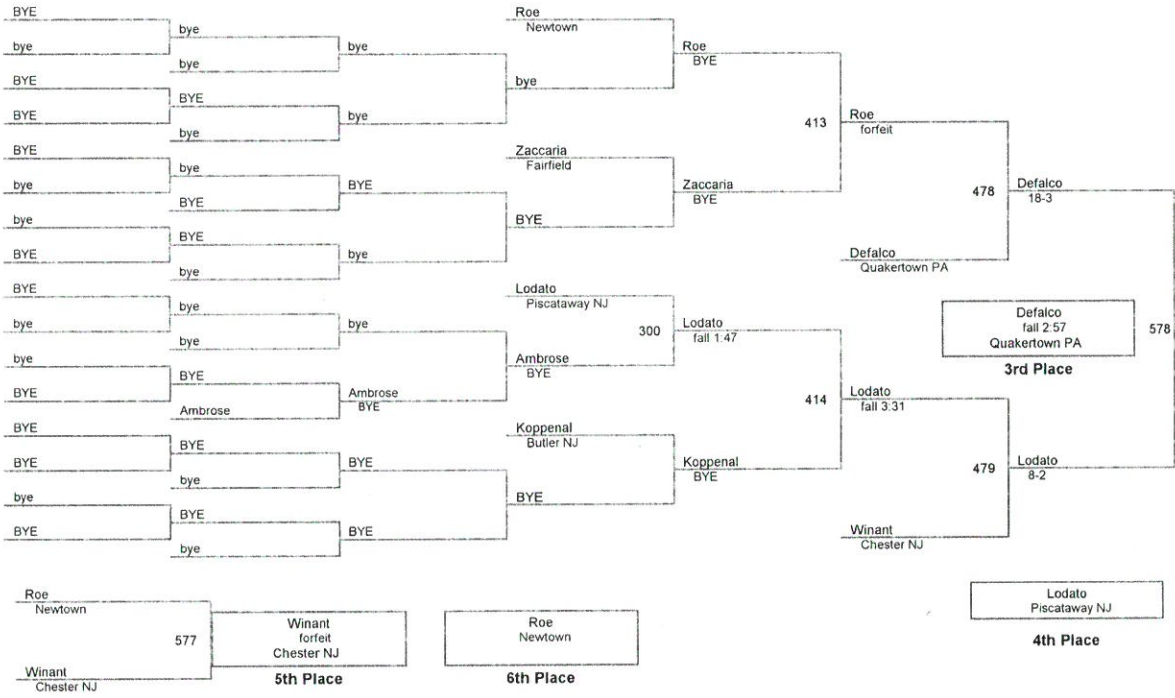 BYE
bye
BYE
BYE
BYE
bye
bye
BYE
BYE
bye
bye
BYE
BYE
BYE
bye
BYE
bye
bye
BYE
bye
bye
BYE
BYE
bye
bye
bye
BYE
Ambrose
BYE
bye
BYE
bye
bye
bye
BYE
bye
bye
Ambrose
BYE
BYE
BYE
Roe
Newtown
bye
Zaccaria
Fairfield
BYE
Lodato
Piscataway NJ
300
Ambrose
BYE
Koppenal
Butler NJ
BYE
Roe
BYE
413
Zaccaria
BYE
Lodato
fall 1:47
414
Koppenal
BYE
Roe
forfeit
478
Defalco
Quakertown PA
Lodato
fall 3:31
479
Winant
Chester NJ
Defalco
18-3
578
Lodato
8-2
Defalco
fall 2:57
Quakertown PA
3rd Place
Lodato
Piscataway NJ
4th Place
Roe
Newtown
577
Winant
Chester NJ
Winant
forfeit
Chester NJ
5th Place
Roe
Newtown
6th Place